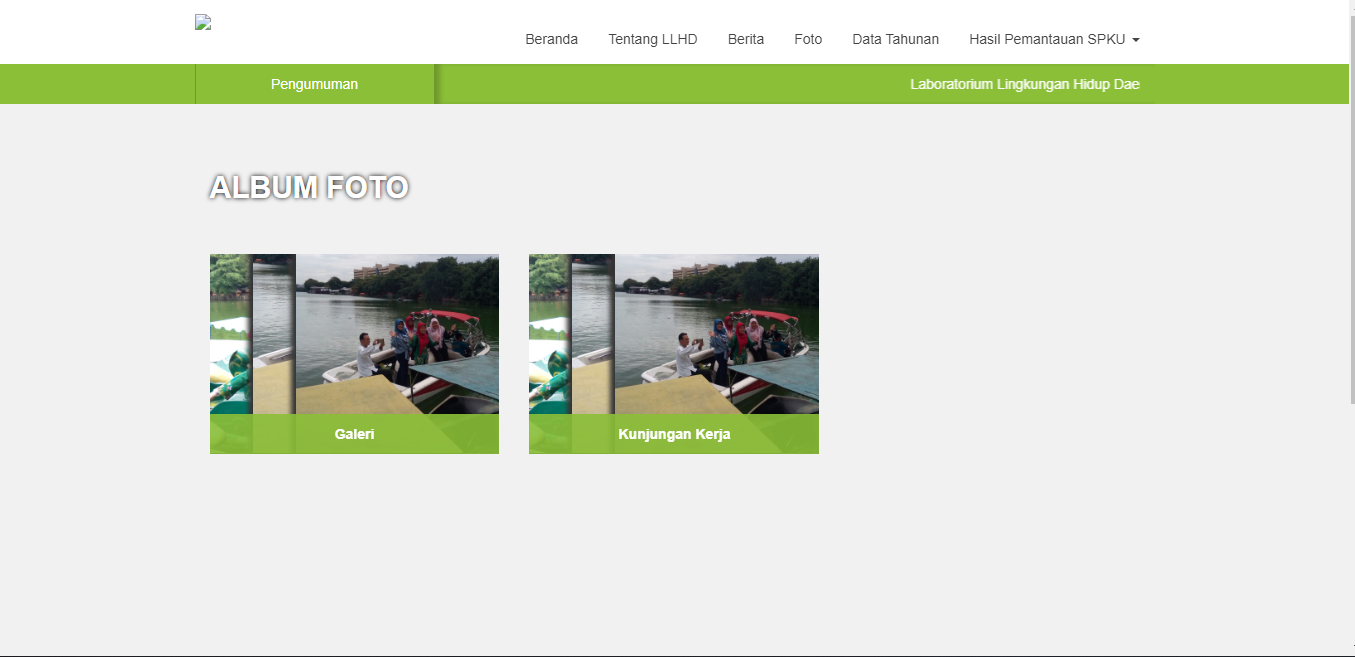 Beranda Tentang LLHD Berita Foto Data Tahunan Hasil Pemantauan SPKU
Pengumuman Laboratorium Lingkungan Hidup Dae
ALBUM FOTO
Galeri Kunjungan Kerja